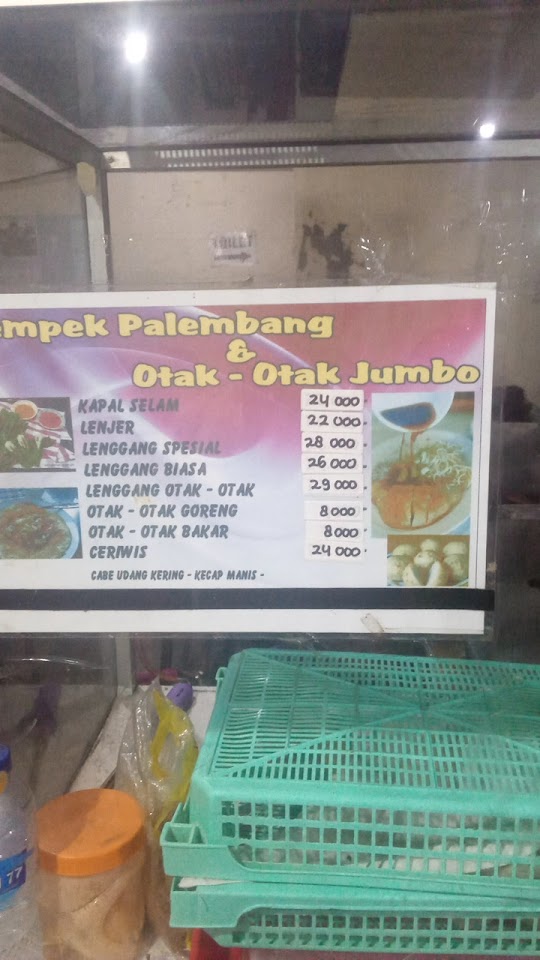 TOILET
empek Palembang
&
Otak - Otak Jumbo
KAPAL SELAM 24 000
LENJER 22 000
LENGGANG SPESIAL 28 000
LENGGANG BIASA 26 000
LENGGANG OTAK - OTAK 29 000
OTAK - OTAK GORENG 8 000
OTAK - OTAK BAKAR 8 000
CERIWIS 24 000
CABE UDANG KERING - KECAP MANIS -
77